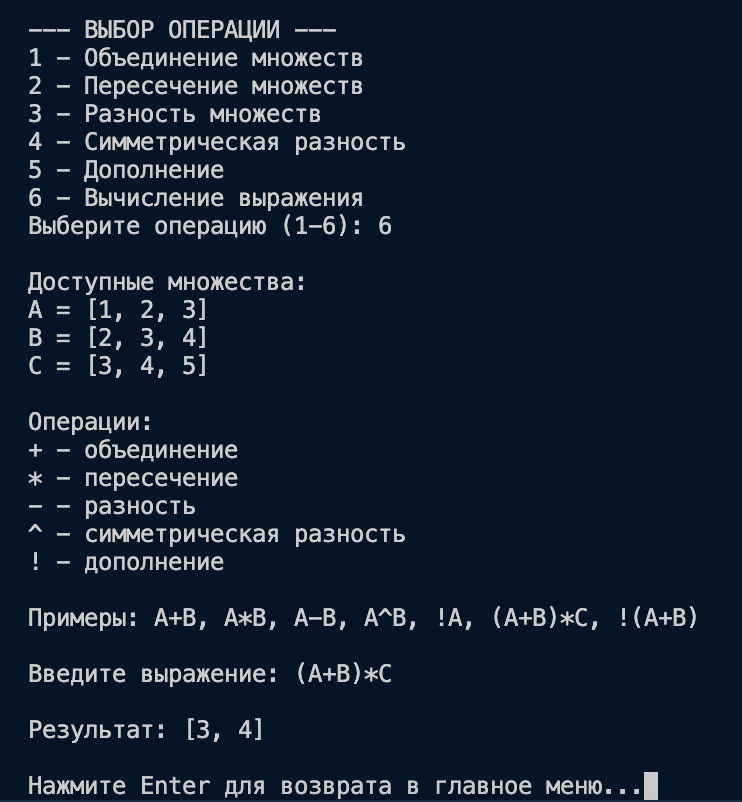 --- ВЫБОР ОПЕРАЦИИ ---
1 - Объединение множеств
2 - Пересечение множеств
3 - Разность множеств
4 - Симметрическая разность
5 - Дополнение
6 - Вычисление выражения
Выберите операцию (1-6): 6
Доступные множества:
A = [1, 2, 3]
B = [2, 3, 4]
C = [3, 4, 5]
Операции:
+ - объединение
* - пересечение
- - разность
^ - симметрическая разность
! - дополнение
Примеры: A+B, A*B, A-B, A^B, !A, (A+B)*C, !(A+B)
Введите выражение: (A+B)*C
Результат: [3, 4]
Нажмите Enter для возврата в главное меню...